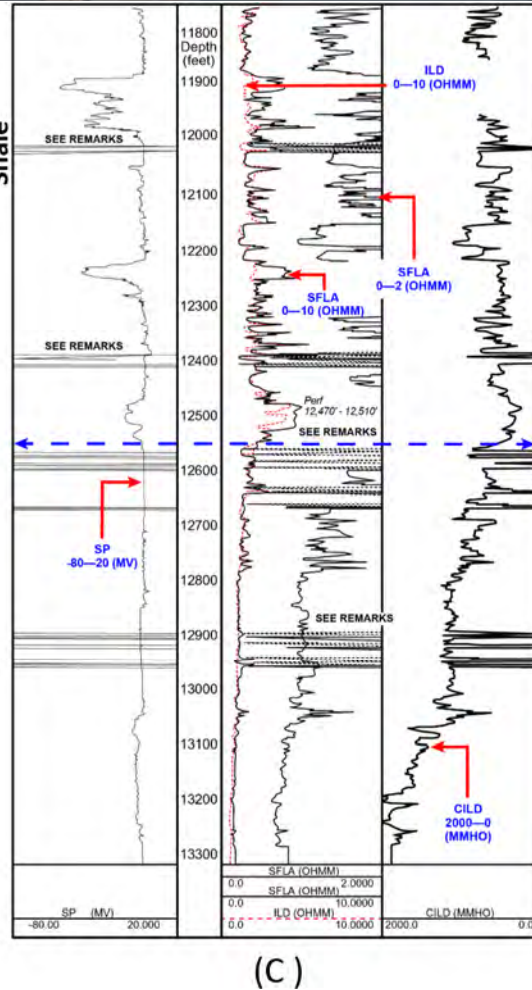 Shale
11800
Depth
(feet)
11900
12000
12100
12200
12300
12400
12500
12600
12700
12800
12900
13000
13100
13200
13300
SEE REMARKS
SEE REMARKS
SP
-80—20 (MV)
ILD
0—10 (OHMM)
SFLA
0—2 (OHMM)
SFLA
0—10 (OHMM)
Perf
12,470' - 12,510'
SEE REMARKS
SEE REMARKS
CILD
2000—0
(MMHO)
SFLA (OHMM)
0.0 2.0000
SFLA (OHMM)
0.0 10.0000
SP (MV) ILD (OHMM) CILD (MMHO)
-80.00 20.000 0.0 10.0000 2000.0 0.0
(C)